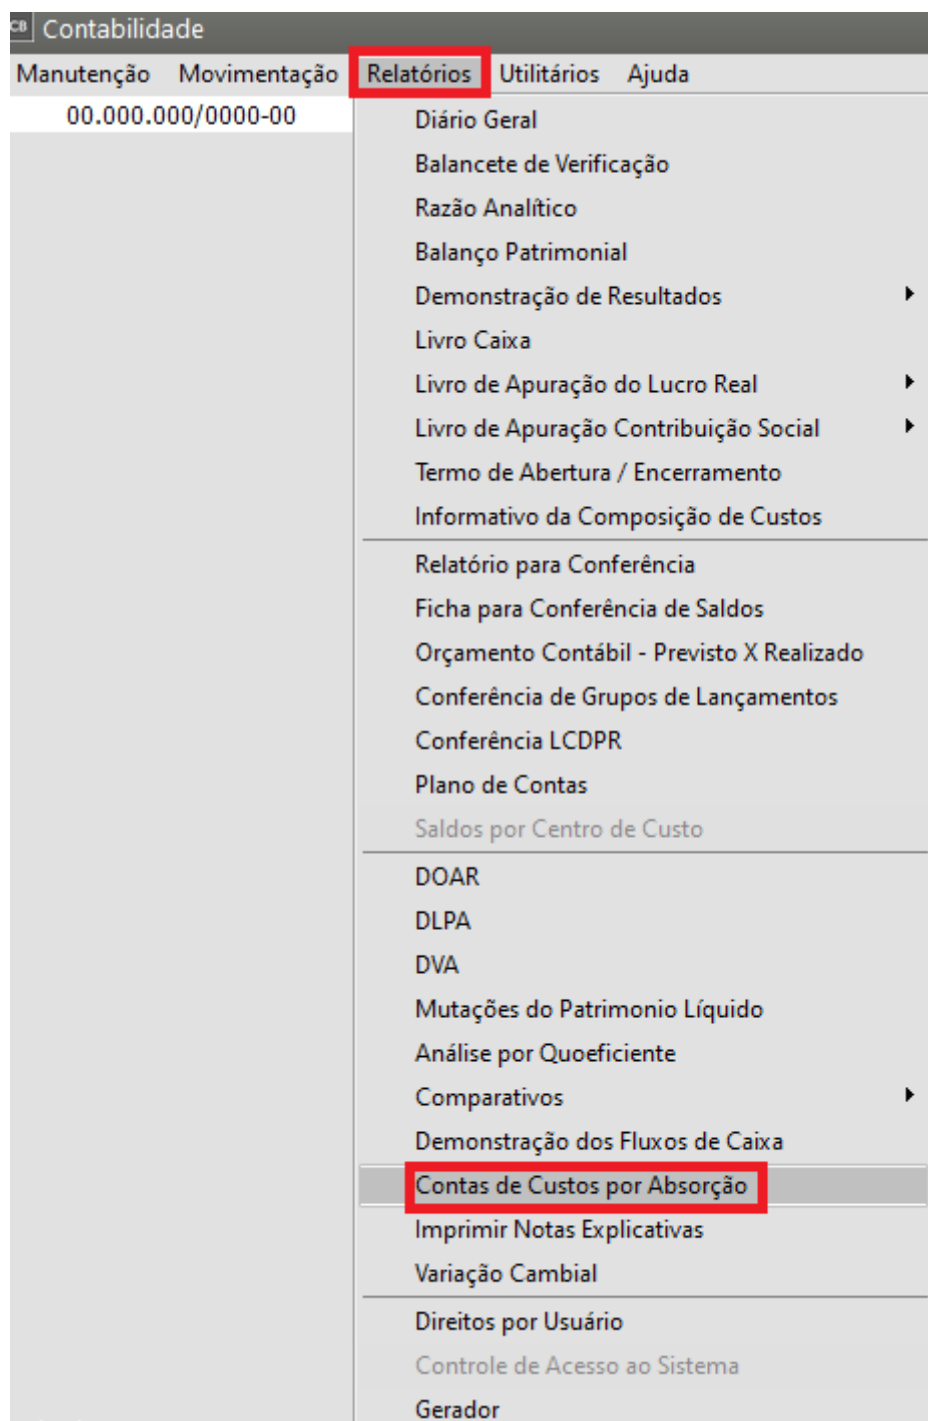 CB Contabilidade
Manutenção Movimentação Relatórios Utilitários Ajuda
00.000.000/0000-00
Diário Geral
Balancete de Verificação
Razão Analítico
Balanço Patrimonial
Demonstração de Resultados
Livro Caixa
Livro de Apuração do Lucro Real
Livro de Apuração Contribuição Social
Termo de Abertura / Encerramento
Informativo da Composição de Custos
Relatório para Conferência
Ficha para Conferência de Saldos
Orçamento Contábil - Previsto X Realizado
Conferência de Grupos de Lançamentos
Conferência LCDPR
Plano de Contas
Saldos por Centro de Custo
DOAR
DLPA
DVA
Mutações do Patrimonio Líquido
Análise por Quoeficiente
Comparativos
Demonstração dos Fluxos de Caixa
Contas de Custos por Absorção
Imprimir Notas Explicativas
Variação Cambial
Direitos por Usuário
Controle de Acesso ao Sistema
Gerador